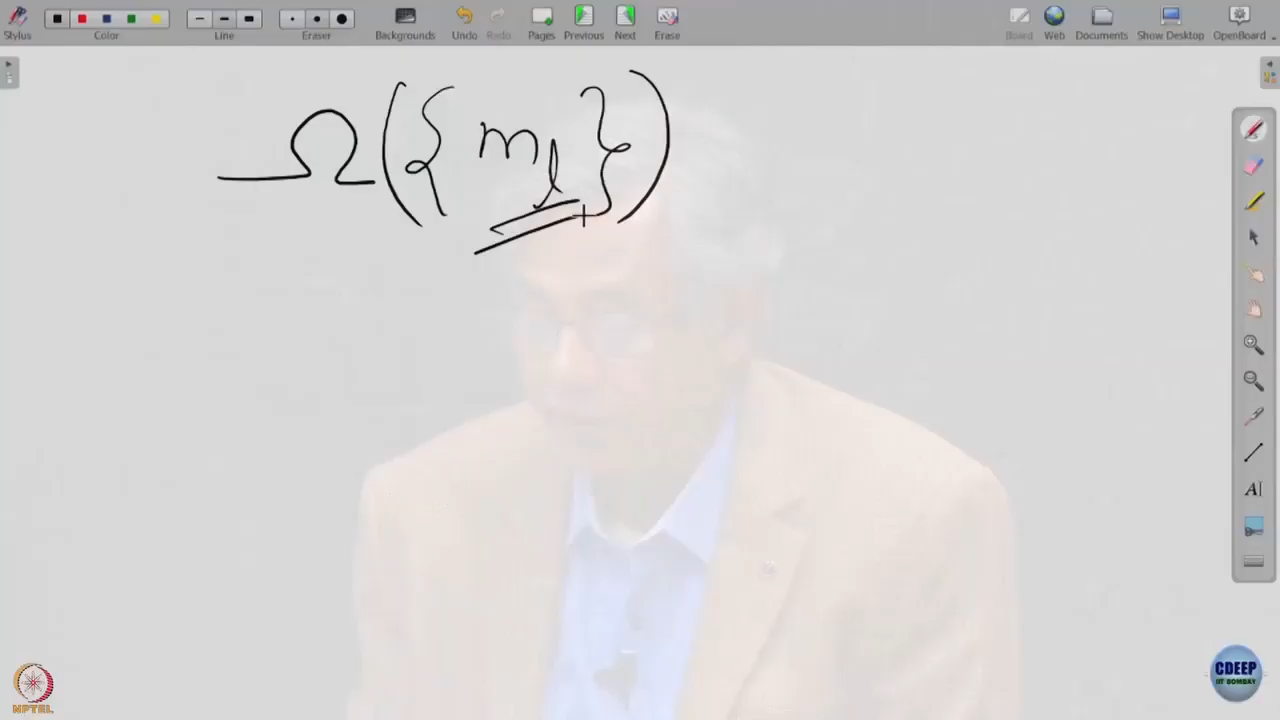 Stylus
Color
Line
Eraser
Backgrounds
Undo
Redo
Pages
Previous
Next
Erase
Board
Web
Documents
Show Desktop
OpenBoard
Ω({m_l})
A
NPTEL
CDEEP
IIT BOMBAY